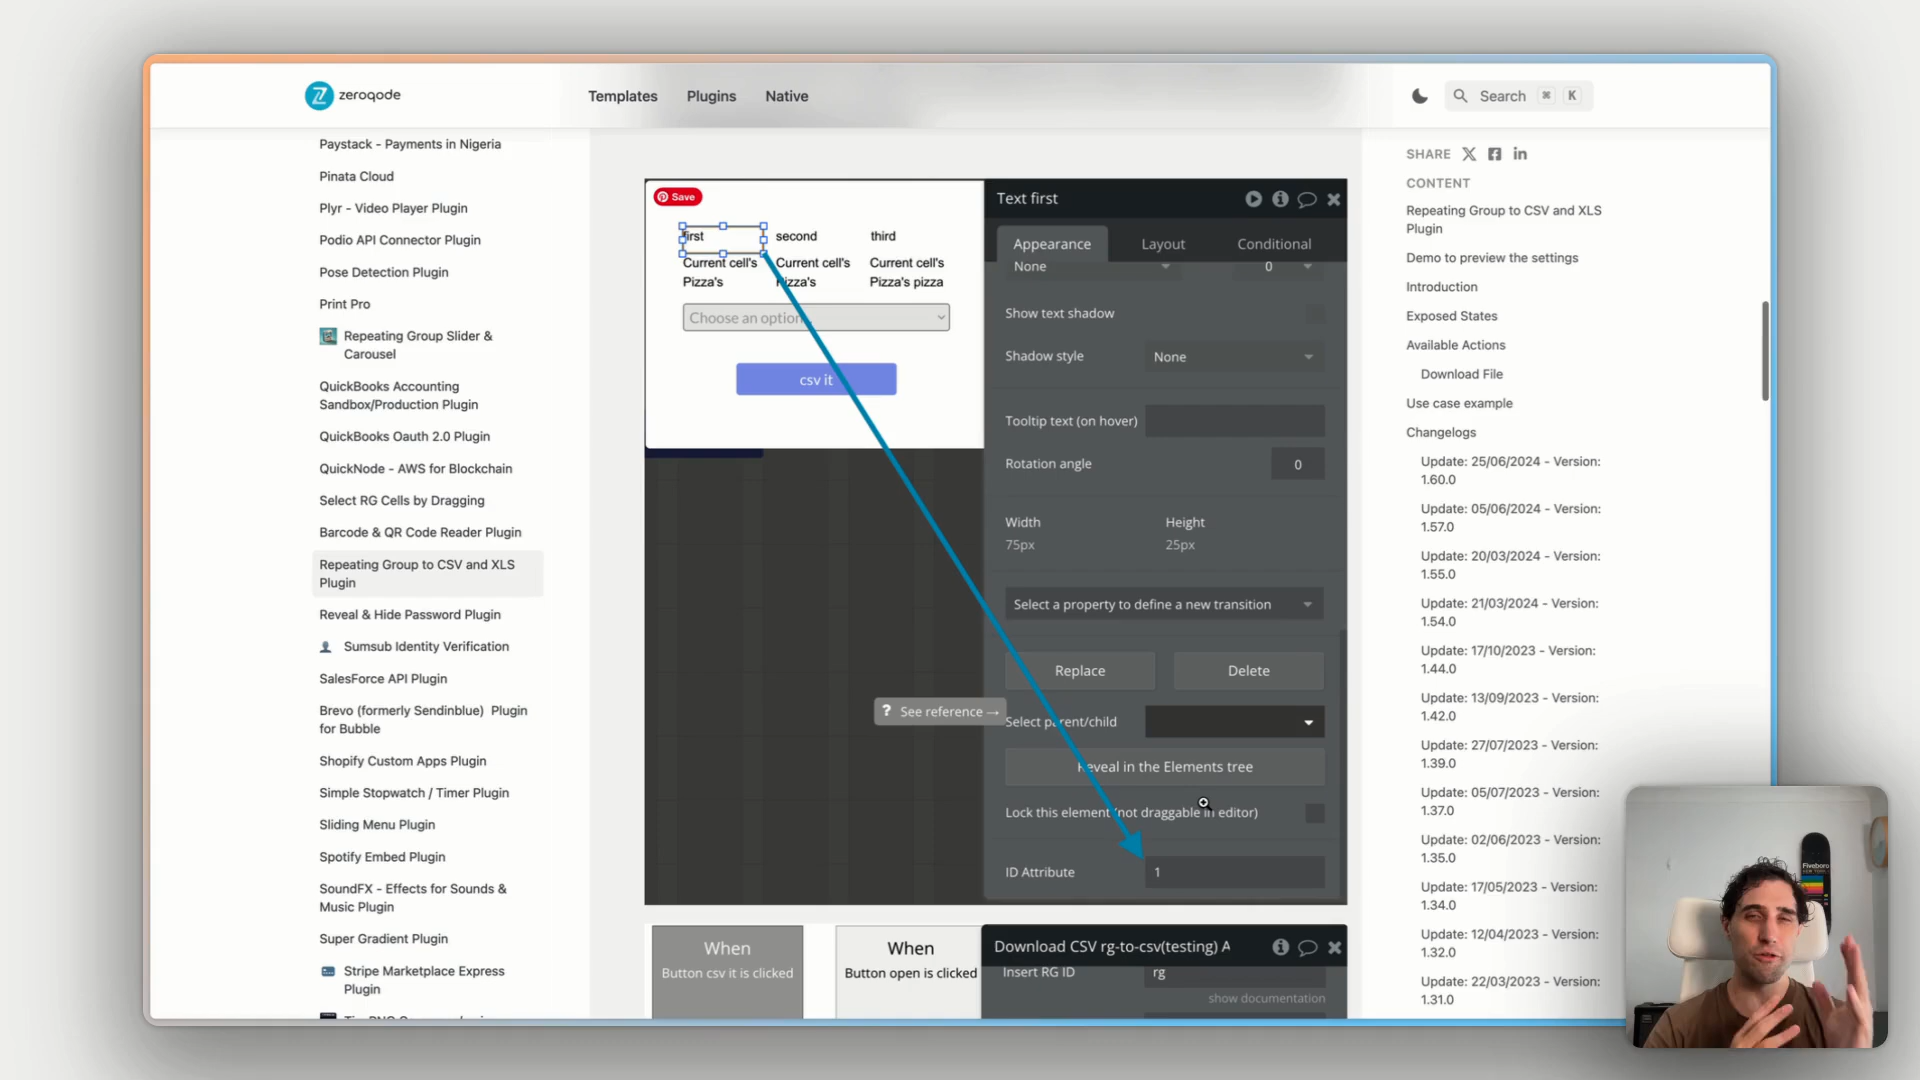 zeroqode
Templates
Plugins
Native
Search
⌘
K
Paystack - Payments in Nigeria
Pinata Cloud
Plyr - Video Player Plugin
Podio API Connector Plugin
Pose Detection Plugin
Print Pro
Repeating Group Slider &
Carousel
QuickBooks Accounting
Sandbox/Production Plugin
QuickBooks Oauth 2.0 Plugin
QuickNode - AWS for Blockchain
Select RG Cells by Dragging
Barcode & QR Code Reader Plugin
Repeating Group to CSV and XLS
Plugin
Reveal & Hide Password Plugin
Sumsub Identity Verification
SalesForce API Plugin
Brevo (formerly Sendinblue) Plugin
for Bubble
Shopify Custom Apps Plugin
Simple Stopwatch / Timer Plugin
Sliding Menu Plugin
Spotify Embed Plugin
SoundFX - Effects for Sounds &
Music Plugin
Super Gradient Plugin
Stripe Marketplace Express
Plugin
Save
first
second
third
Current cell's
Pizza's
Current cell's
Pizza's
Current cell's
Pizza's pizza
Choose an option
csv it
Text first
Appearance
Layout
Conditional
None
0
Show text shadow
Shadow style
None
Tooltip text (on hover)
Rotation angle
0
Width
Height
75px
25px
Select a property to define a new transition
Replace
Delete
? See reference →
Select parent/child
Reveal in the Elements tree
Lock this element (not draggable in editor)
ID Attribute
1
When
Button csv it is clicked
When
Button open is clicked
Download CSV rg-to-csv(testing) A
Insert RG ID
rg
show documentation
SHARE
CONTENT
Repeating Group to CSV and XLS
Plugin
Demo to preview the settings
Introduction
Exposed States
Available Actions
Download File
Use case example
Changelogs
Update: 25/06/2024 - Version:
1.60.0
Update: 05/06/2024 - Version:
1.57.0
Update: 20/03/2024 - Version:
1.55.0
Update: 21/03/2024 - Version:
1.54.0
Update: 17/10/2023 - Version:
1.44.0
Update: 13/09/2023 - Version:
1.42.0
Update: 27/07/2023 - Version:
1.39.0
Update: 05/07/2023 - Version:
1.37.0
Update: 02/06/2023 - Version:
1.35.0
Update: 17/05/2023 - Version:
1.34.0
Update: 12/04/2023 - Version:
1.32.0
Update: 22/03/2023 - Version:
1.31.0
Fiveboro